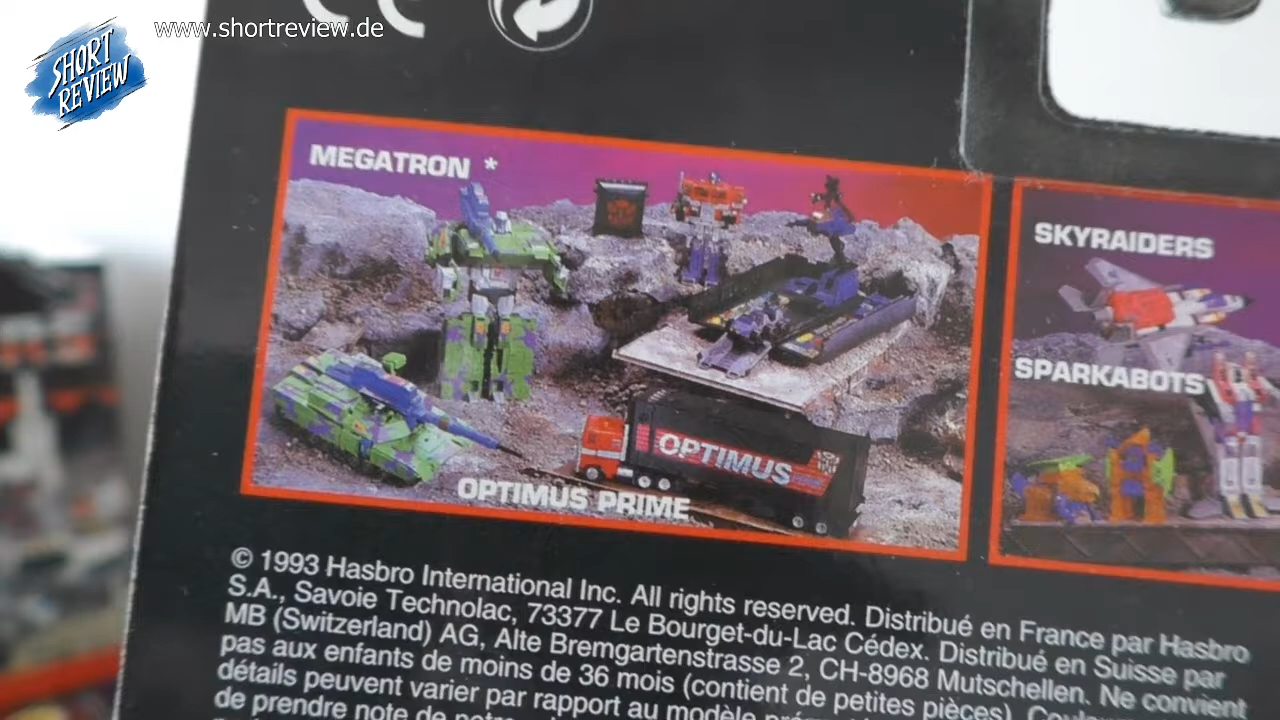 www.shortreview.de
SHORT
REVIEW
MEGATRON *
SKYRAIDERS
SPARKABOTS
OPTIMUS
OPTIMUS PRIME
© 1993 Hasbro International Inc. All rights reserved. Distribué en France par Hasbro
S.A., Savoie Technolac, 73377 Le Bourget-du-Lac Cédex. Distribué en Suisse par
MB (Switzerland) AG, Alte Bremgartenstrasse 2, CH-8968 Mutschellen. Ne convient
pas aux enfants de moins de 36 mois (contient de petites pièces).
détails peuvent varier par rapport au modèle
de prendre note de